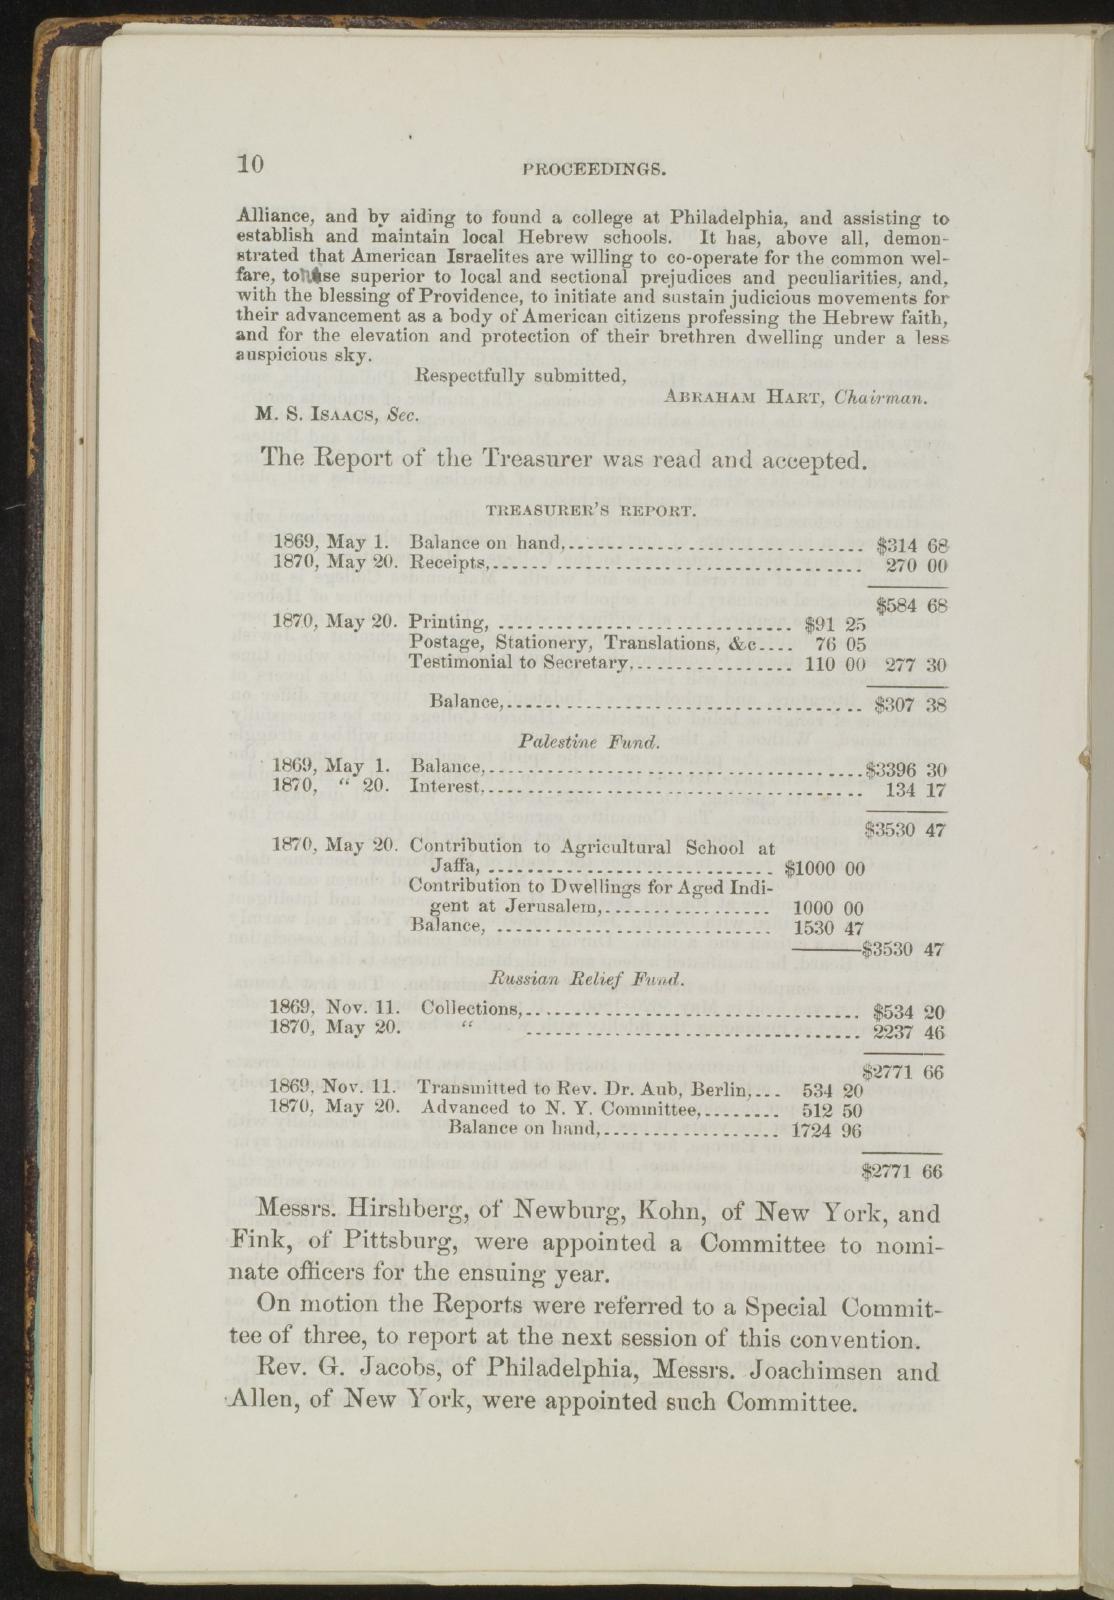 10 PROCEEDINGS.
Alliance, and by aiding to found a college at Philadelphia, and assisting to
establish and maintain local Hebrew schools. It has, above all, demon-
strated that American Israelites are willing to co-operate for the common wel-
fare, to superior to local and sectional prejudices and peculiarities, and,
with the blessing of Providence, to initiate and sustain judicious movements for
their advancement as a body of American citizens professing the Hebrew faith,
and for the elevation and protection of their brethren dwelling under a less
auspicious sky.
Respectfully submitted,
ABRAHAM HART, Chairman.
M. S. ISAACS, Sec.
The Report of the Treasurer was read and accepted.
TREASURER'S REPORT.
1869, May 1. Balance on hand, $314 68
1870, May 20. Receipts, 270 00
$584 68
1870, May 20. Printing, $91 25
Postage, Stationery, Translations, &c. 76 05
Testimonial to Secretary, 110 00 277 30
Balance, $307 38
Palestine Fund.
1869, May 1. Balance, $3396 30
1870, " 20. Interest, 134 17
$3530 47
1870, May 20. Contribution to Agricultural School at
Jaffa, $1000 00
Contribution to Dwellings for Aged Indi-
gent at Jerusalem, 1000 00
Balance, 1530 47
$3530 47
Russian Relief Fund.
1869, Nov. 11. Collections, $534 20
1870, May 20. " 2237 46
$2771 66
1869, Nov. 11. Transmitted to Rev. Dr. Aub, Berlin, 534 20
1870, May 20. Advanced to N. Y. Committee, 512 50
Balance on hand, 1724 96
$2771 66
Messrs. Hirshberg, of Newburg, Kohn, of New York, and
Fink, of Pittsburg, were appointed a Committee to nomi-
nate officers for the ensuing year.
On motion the Reports were referred to a Special Commit-
tee of three, to report at the next session of this convention.
Rev. G. Jacobs, of Philadelphia, Messrs. Joachimsen and
Allen, of New York, were appointed such Committee.